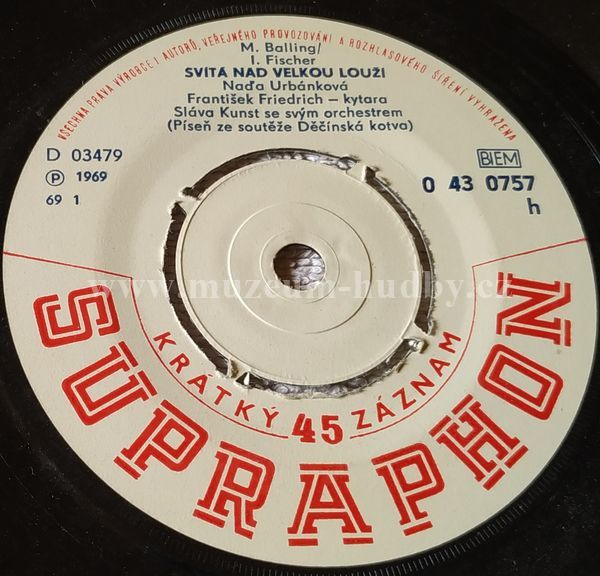 VŠECHNA PRÁVA VÝROBCE I AUTORŮ, VEŘEJNÉHO PROVOZOVÁNÍ A ROZHLASOVÉHO ŠÍŘENÍ VYHRAŽENA
M. Balling/
I. Fischer
SVÍTÁ NAD VELKOU LOUŽÍ
Naďa Urbánková
František Friedrich – kytara
Sláva Kunst se svým orchestrem
(Píseň ze soutěže Děčínská kotva)
D 03479
BIEM
Ⓟ 1969
0 43 0757
69 1
h
www.muzeum-hudby.cz
KRÁTKÝ 45 ZÁZNAM
SUPRAPHON